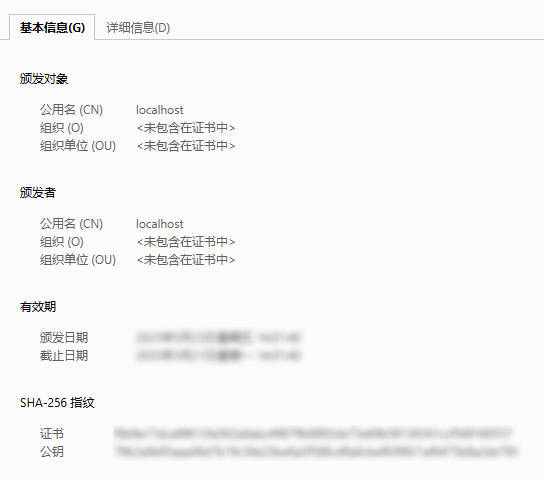 基本信息(G) 详细信息(D)
颁发对象
公用名 (CN) localhost
组织 (O) <未包含在证书中>
组织单位 (OU) <未包含在证书中>
颁发者
公用名 (CN) localhost
组织 (O) <未包含在证书中>
组织单位 (OU) <未包含在证书中>
有效期
颁发日期
截止日期
SHA-256 指纹
证书
公钥